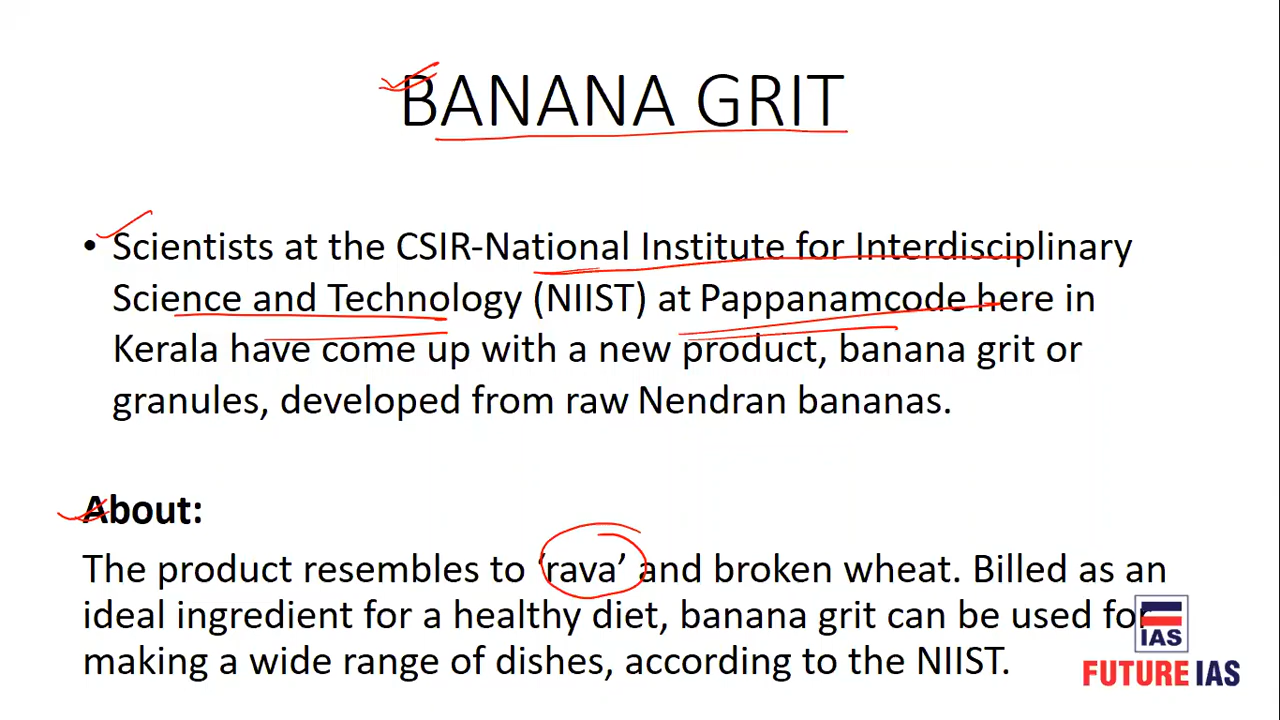 BANANA GRIT
• Scientists at the CSIR-National Institute for Interdisciplinary
Science and Technology (NIIST) at Pappanamcode here in
Kerala have come up with a new product, banana grit or
granules, developed from raw Nendran bananas.
About:
The product resembles to ‘rava’ and broken wheat. Billed as an
ideal ingredient for a healthy diet, banana grit can be used for
making a wide range of dishes, according to the NIIST.
IAS
FUTURE IAS